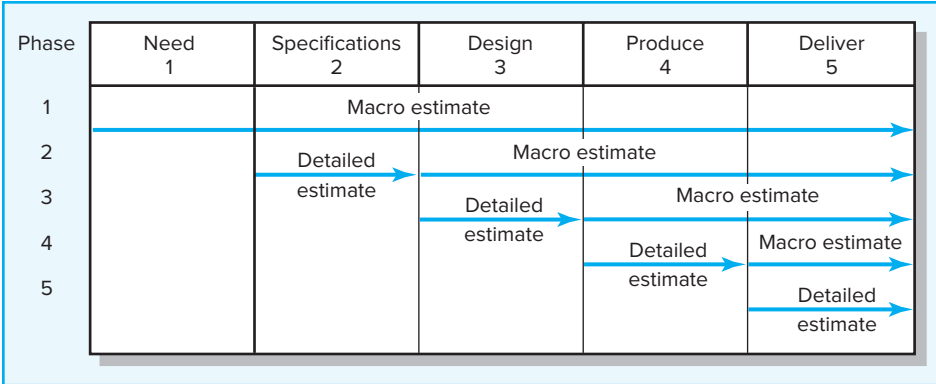 Phase Need Specifications Design Produce Deliver
1 2 3 4 5
1 Macro estimate
2 Detailed estimate Macro estimate
3 Detailed estimate Macro estimate
4 Detailed estimate Macro estimate
5 Detailed estimate